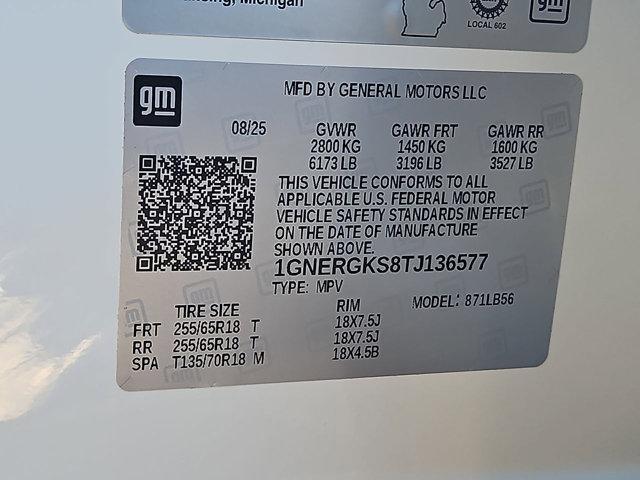 Lansing, Michigan
LOCAL 602
gm
gm
MFD BY GENERAL MOTORS LLC
08/25 GVWR GAWR FRT GAWR RR
2800 KG 1450 KG 1600 KG
6173 LB 3196 LB 3527 LB
THIS VEHICLE CONFORMS TO ALL
APPLICABLE U.S. FEDERAL MOTOR
VEHICLE SAFETY STANDARDS IN EFFECT
ON THE DATE OF MANUFACTURE
SHOWN ABOVE.
1GNERGKS8TJ136577
TYPE: MPV MODEL: 871LB56
TIRE SIZE RIM
FRT 255/65R18 T 18X7.5J
RR 255/65R18 T 18X7.5J
SPA T135/70R18 M 18X4.5B